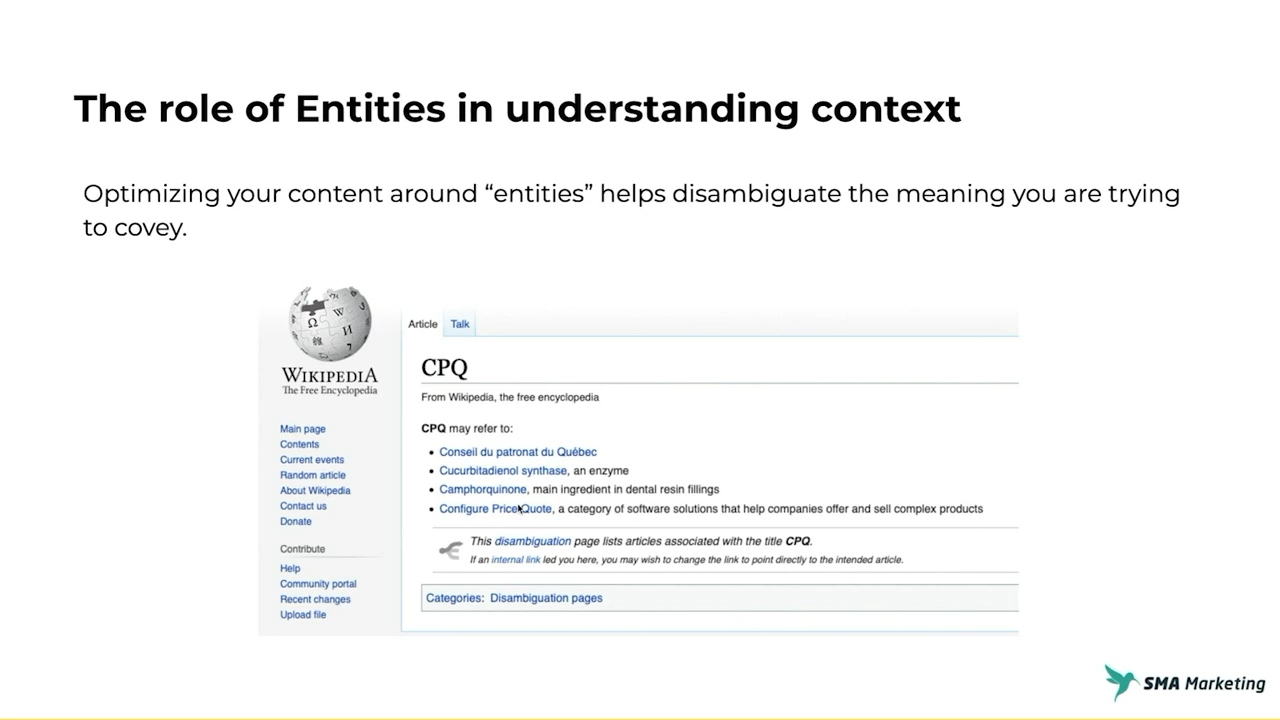 The role of Entities in understanding context
Optimizing your content around “entities” helps disambiguate the meaning you are trying
to covey.
WIKIPEDIA
The Free Encyclopedia
Main page
Contents
Current events
Random article
About Wikipedia
Contact us
Donate
Contribute
Help
Community portal
Recent changes
Upload file
Article Talk
CPQ
From Wikipedia, the free encyclopedia
CPQ may refer to:
• Conseil du patronat du Québec
• Cucurbitadienol synthase, an enzyme
• Camphorquinone, main ingredient in dental resin fillings
• Configure Price Quote, a category of software solutions that help companies offer and sell complex products
This disambiguation page lists articles associated with the title CPQ.
If an internal link led you here, you may wish to change the link to point directly to the intended article.
Categories: Disambiguation pages
SMA Marketing